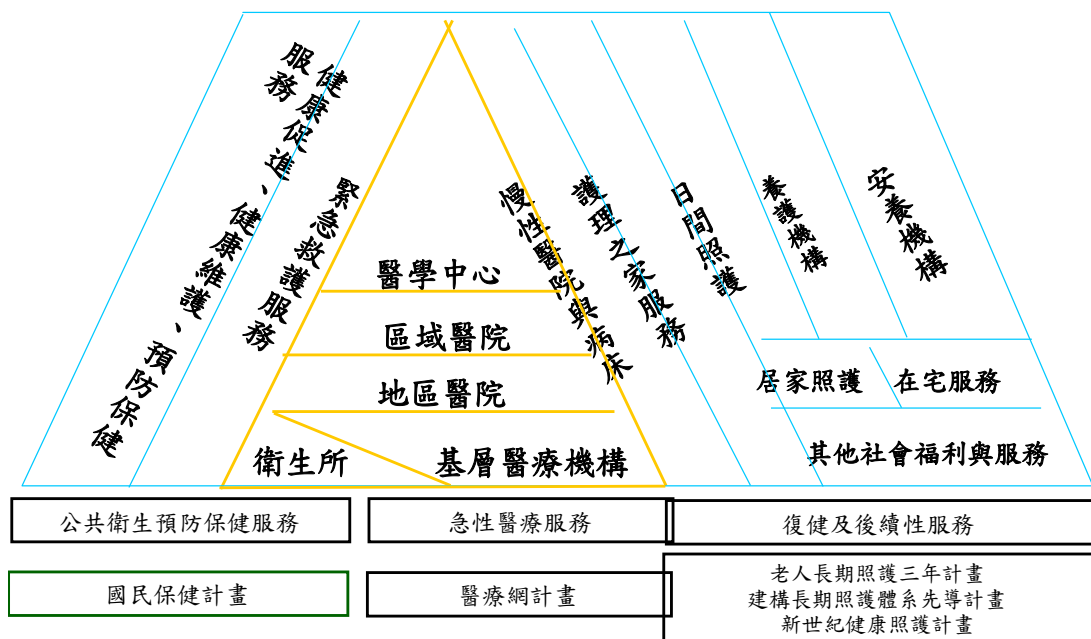 健康促進、健康維護、預防保健
服務
緊急救護服務
醫學中心
區域醫院
地區醫院
衛生所
基層醫療機構
慢性醫院與病床
護理之家服務
日間照護
養護機構
安養機構
居家照護
在宅服務
其他社會福利與服務
公共衛生預防保健服務
急性醫療服務
復健及後續性服務
國民保健計畫
醫療網計畫
老人長期照護三年計畫
建構長期照護體系先導計畫
新世紀健康照護計畫